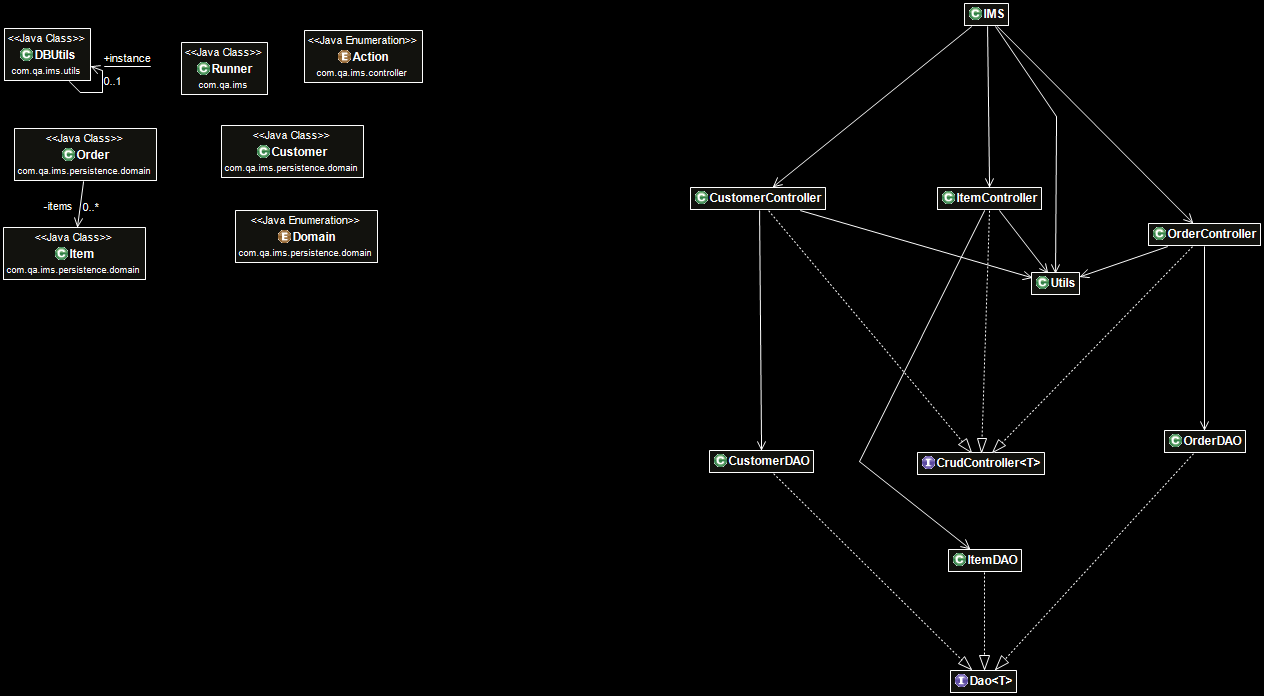 <<Java Class>>
DBUtils
com.qa.ims.utils
+instance
0..1
<<Java Class>>
Runner
com.qa.ims
<<Java Enumeration>>
Action
com.qa.ims.controller
<<Java Class>>
Order
com.qa.ims.persistence.domain
-items 0..*
<<Java Class>>
Item
com.qa.ims.persistence.domain
<<Java Class>>
Customer
com.qa.ims.persistence.domain
<<Java Enumeration>>
Domain
com.qa.ims.persistence.domain
IMS
CustomerController
ItemController
OrderController
Utils
CustomerDAO
CrudController<T>
OrderDAO
ItemDAO
Dao<T>